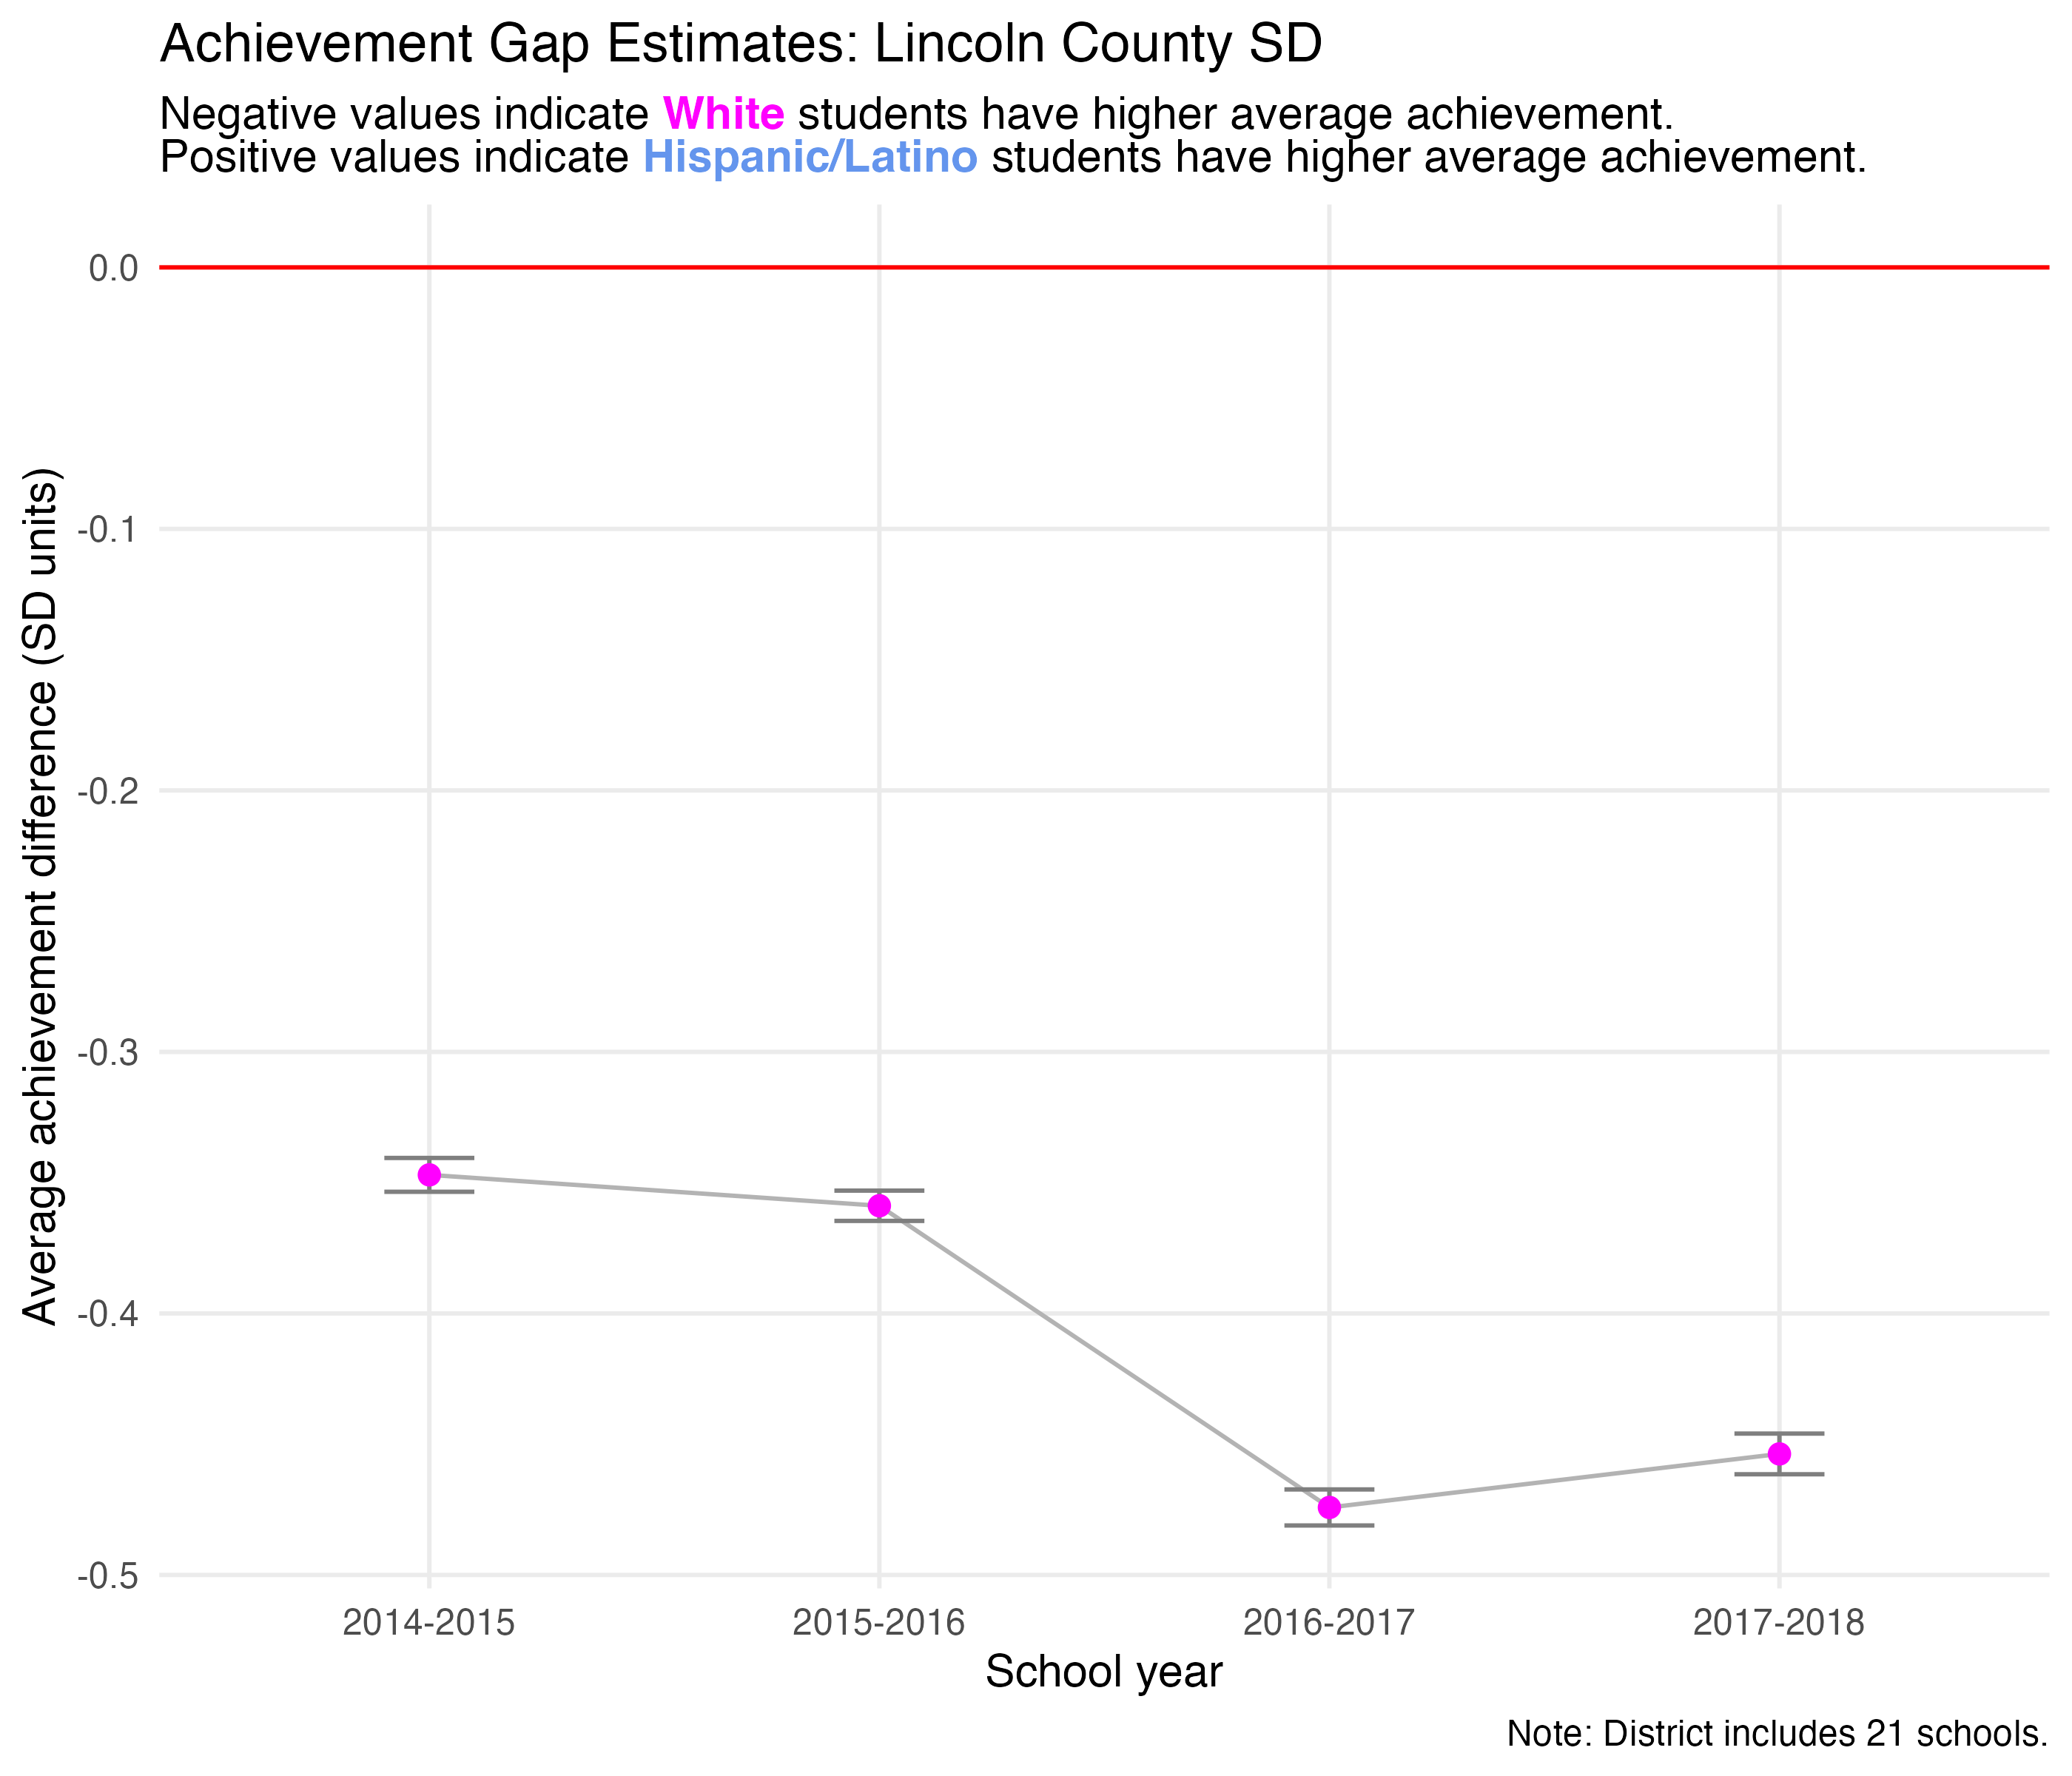 Achievement Gap Estimates: Lincoln County SD
Negative values indicate White students have higher average achievement.
Positive values indicate Hispanic/Latino students have higher average achievement.
Average achievement difference (SD units)
0.0
-0.1
-0.2
-0.3
-0.4
-0.5
2014-2015 2015-2016 2016-2017 2017-2018
School year
Note: District includes 21 schools.